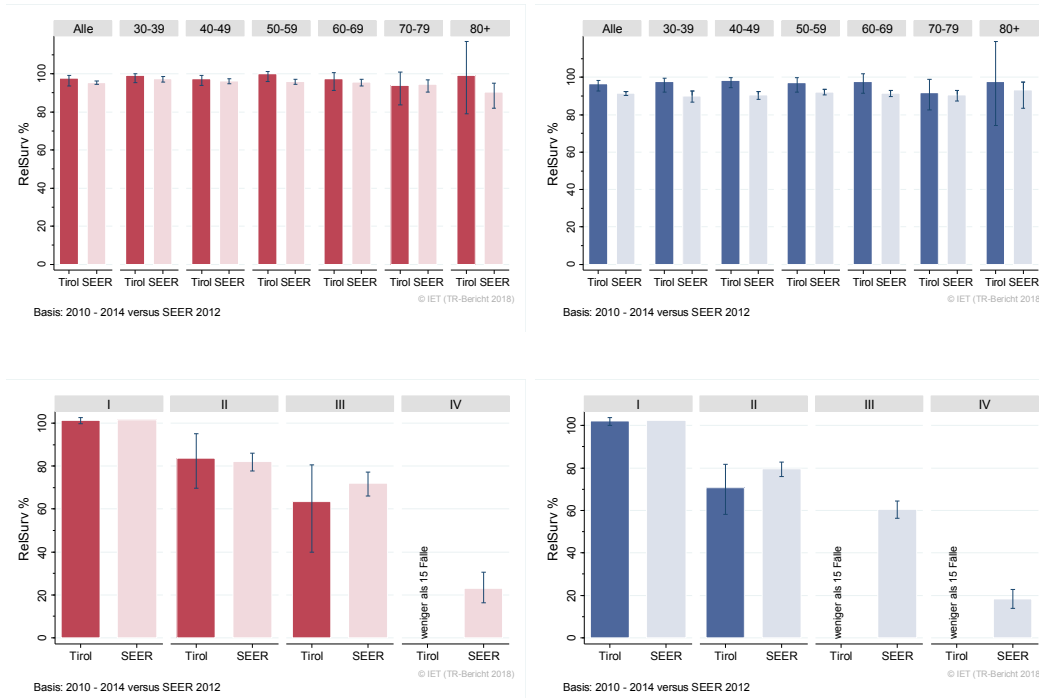 Alle 30-39 40-49 50-59 60-69 70-79 80+
RelSurv %
100
80
60
40
20
0
Tirol SEER Tirol SEER Tirol SEER Tirol SEER Tirol SEER Tirol SEER Tirol SEER
© IET (TR-Bericht 2018)
Basis: 2010 - 2014 versus SEER 2012
Alle 30-39 40-49 50-59 60-69 70-79 80+
RelSurv %
100
80
60
40
20
0
Tirol SEER Tirol SEER Tirol SEER Tirol SEER Tirol SEER Tirol SEER Tirol SEER
© IET (TR-Bericht 2018)
Basis: 2010 - 2014 versus SEER 2012
I II III IV
RelSurv %
100
80
60
40
20
0
weniger als 15 Fälle
Tirol SEER Tirol SEER Tirol SEER Tirol SEER
© IET (TR-Bericht 2018)
Basis: 2010 - 2014 versus SEER 2012
I II III IV
RelSurv %
100
80
60
40
20
0
weniger als 15 Fälle
weniger als 15 Fälle
Tirol SEER Tirol SEER Tirol SEER Tirol SEER
© IET (TR-Bericht 2018)
Basis: 2010 - 2014 versus SEER 2012